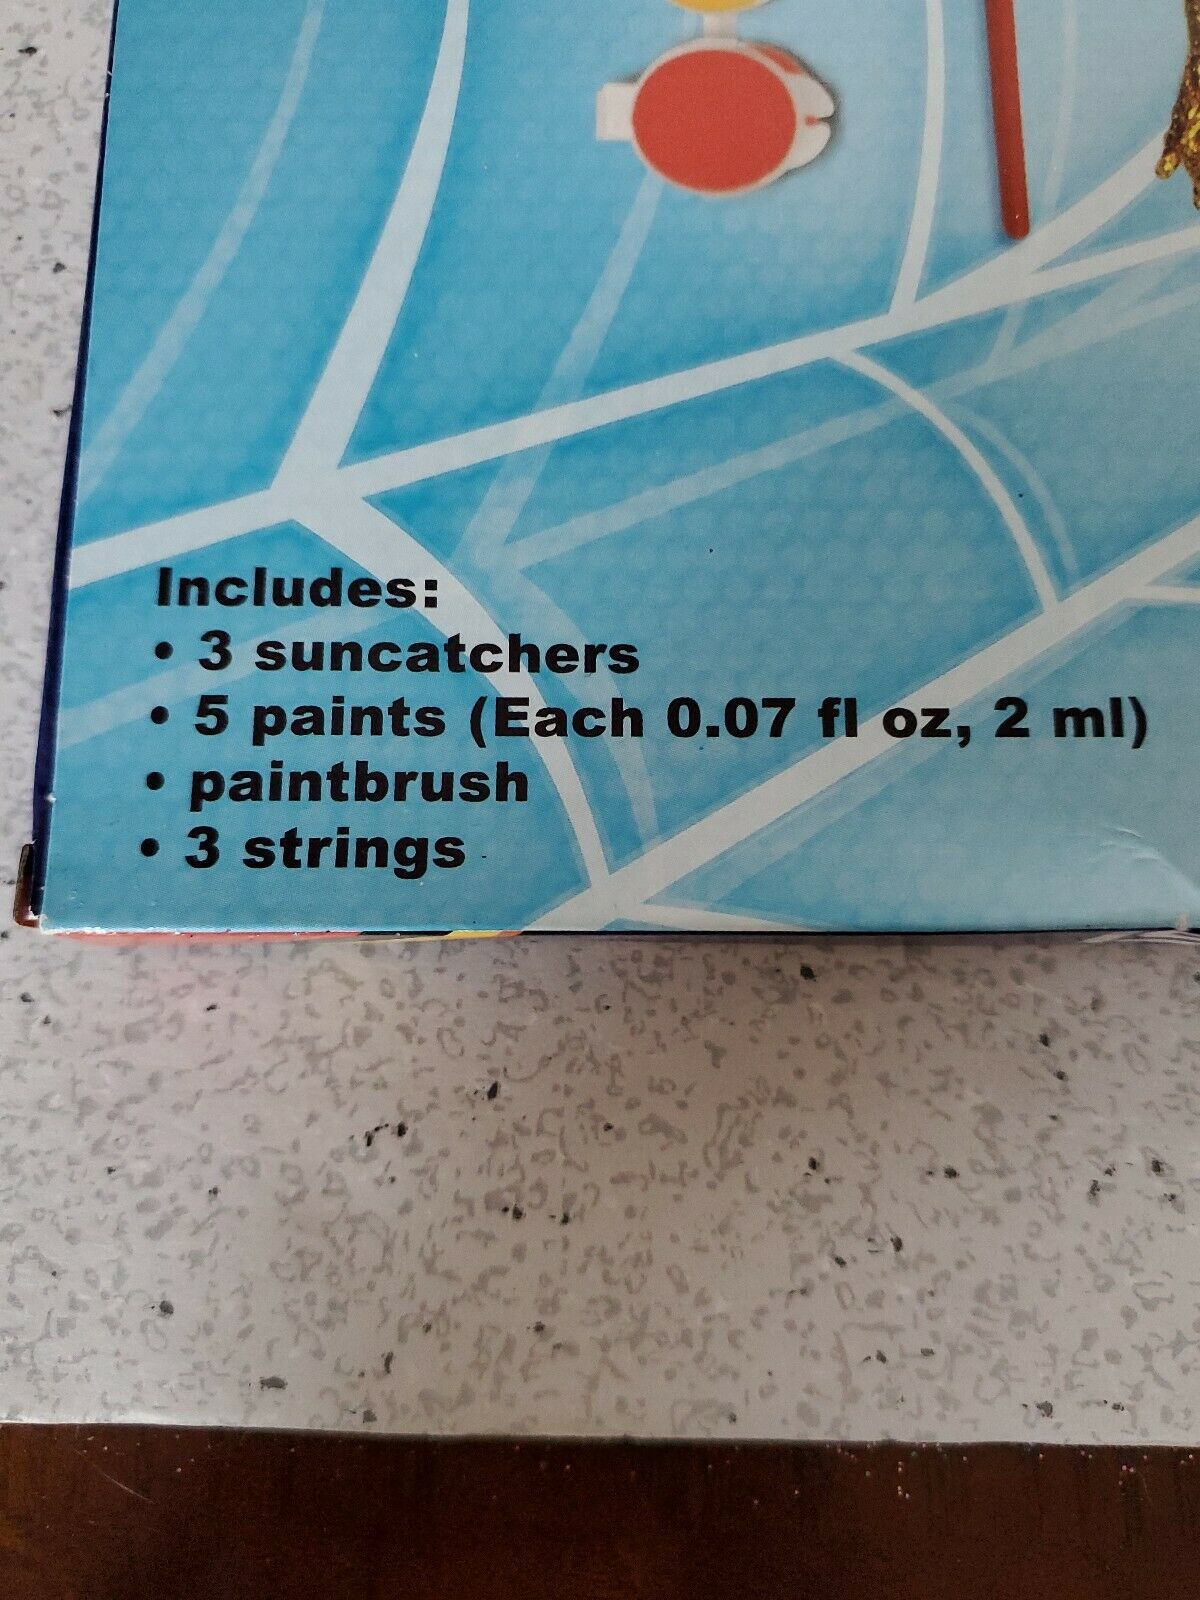 Includes:
• 3 suncatchers
• 5 paints (Each 0.07 fl oz, 2 ml)
• paintbrush
• 3 strings